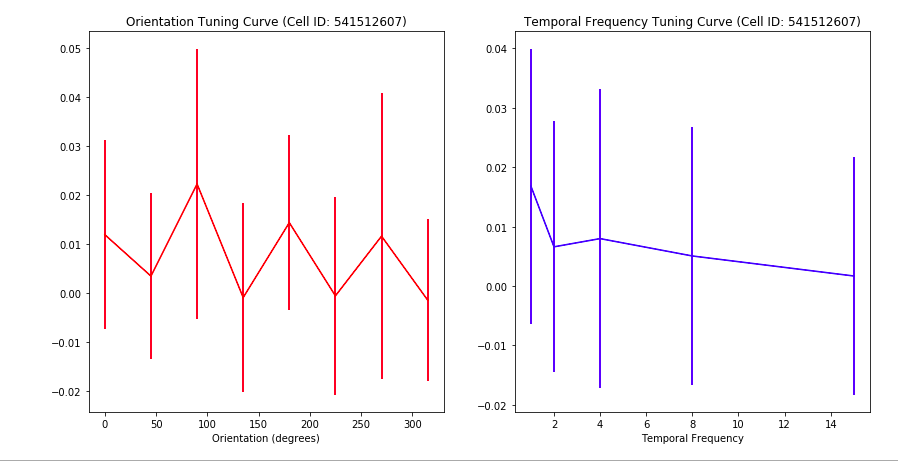 Orientation Tuning Curve (Cell ID: 541512607)
0.05
0.04
0.03
0.02
0.01
0.00
−0.01
−0.02
0 50 100 150 200 250 300
Orientation (degrees)
Temporal Frequency Tuning Curve (Cell ID: 541512607)
0.04
0.03
0.02
0.01
0.00
−0.01
−0.02
2 4 6 8 10 12 14
Temporal Frequency